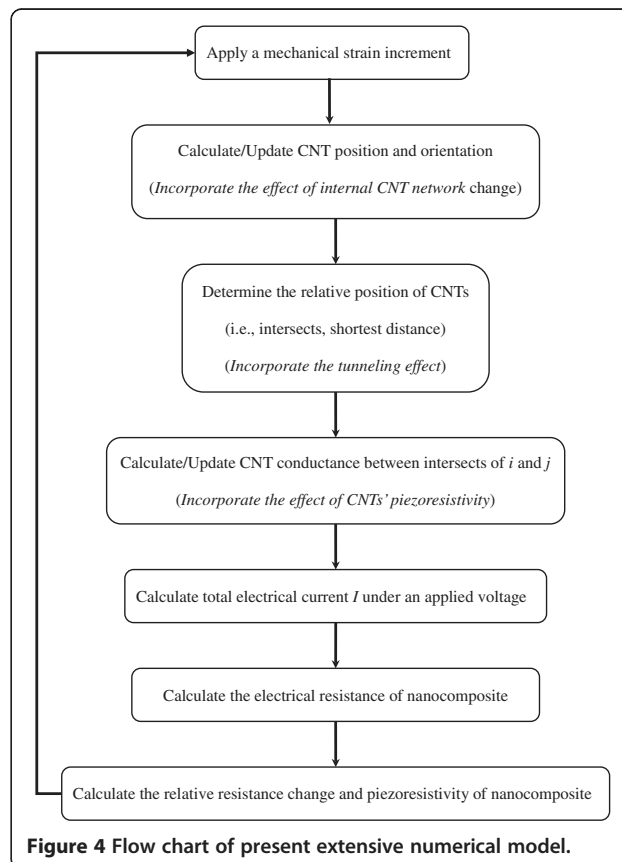 Apply a mechanical strain increment
Calculate/Update CNT position and orientation
(Incorporate the effect of internal CNT network change)
Determine the relative position of CNTs
(i.e., intersects, shortest distance)
(Incorporate the tunneling effect)
Calculate/Update CNT conductance between intersects of i and j
(Incorporate the effect of CNTs' piezoresistivity)
Calculate total electrical current I under an applied voltage
Calculate the electrical resistance of nanocomposite
Calculate the relative resistance change and piezoresistivity of nanocomposite
Figure 4 Flow chart of present extensive numerical model.